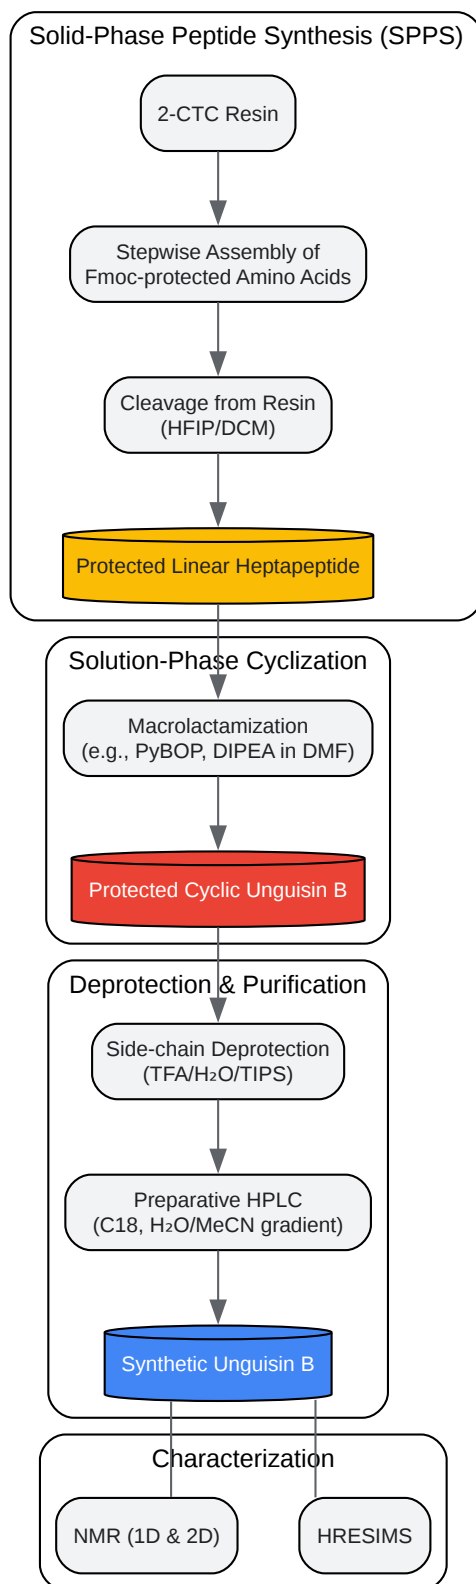 Solid-Phase Peptide Synthesis (SPPS)
2-CTC Resin
Stepwise Assembly of
Fmoc-protected Amino Acids
Cleavage from Resin
(HFIP/DCM)
Protected Linear Heptapeptide
Solution-Phase Cyclization
Macrolactamization
(e.g., PyBOP, DIPEA in DMF)
Protected Cyclic Unguisin B
Deprotection & Purification
Side-chain Deprotection
(TFA/H₂O/TIPS)
Preparative HPLC
(C18, H₂O/MeCN gradient)
Synthetic Unguisin B
Characterization
NMR (1D & 2D)
HRESIMS